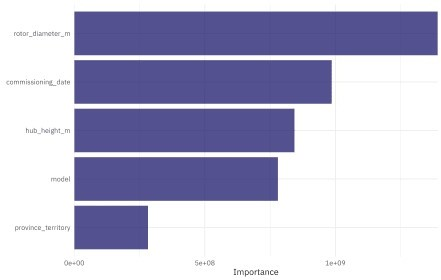 rotor_diameter_m
commissioning_date
hub_height_m
model
province_territory
0e+00 5e+08 1e+09
Importance